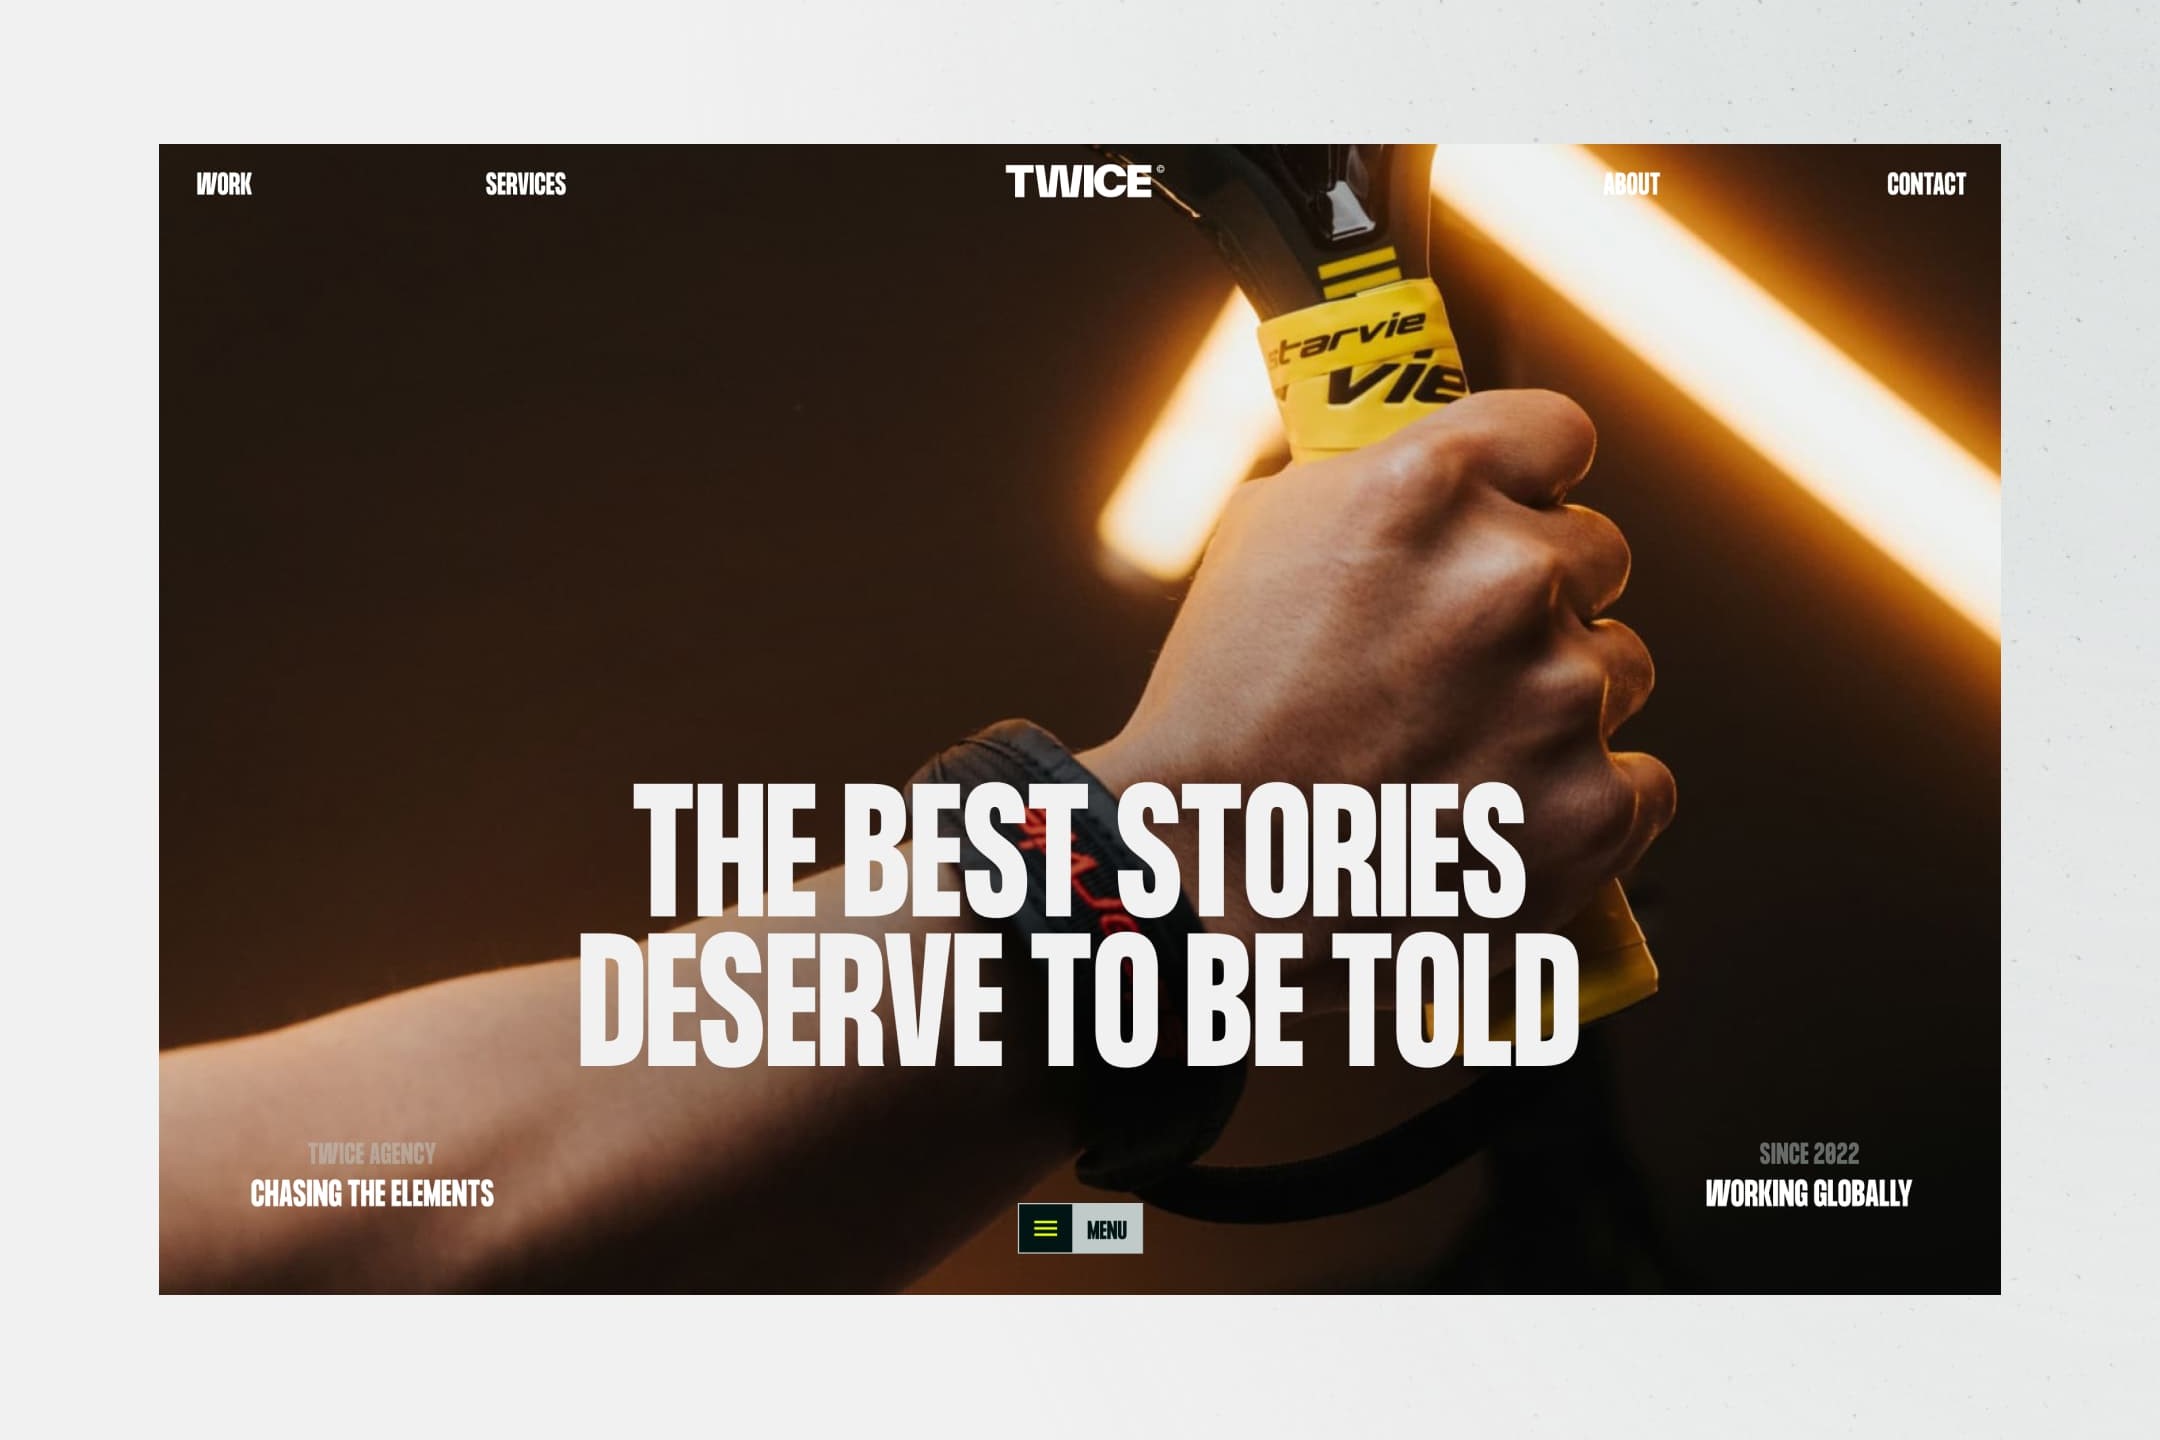 WORK
SERVICES
TWICE©
ABOUT
CONTACT
starvie
vie
THE BEST STORIES
DESERVE TO BE TOLD
TWICE AGENCY
CHASING THE ELEMENTS
SINCE 2022
WORKING GLOBALLY
MENU